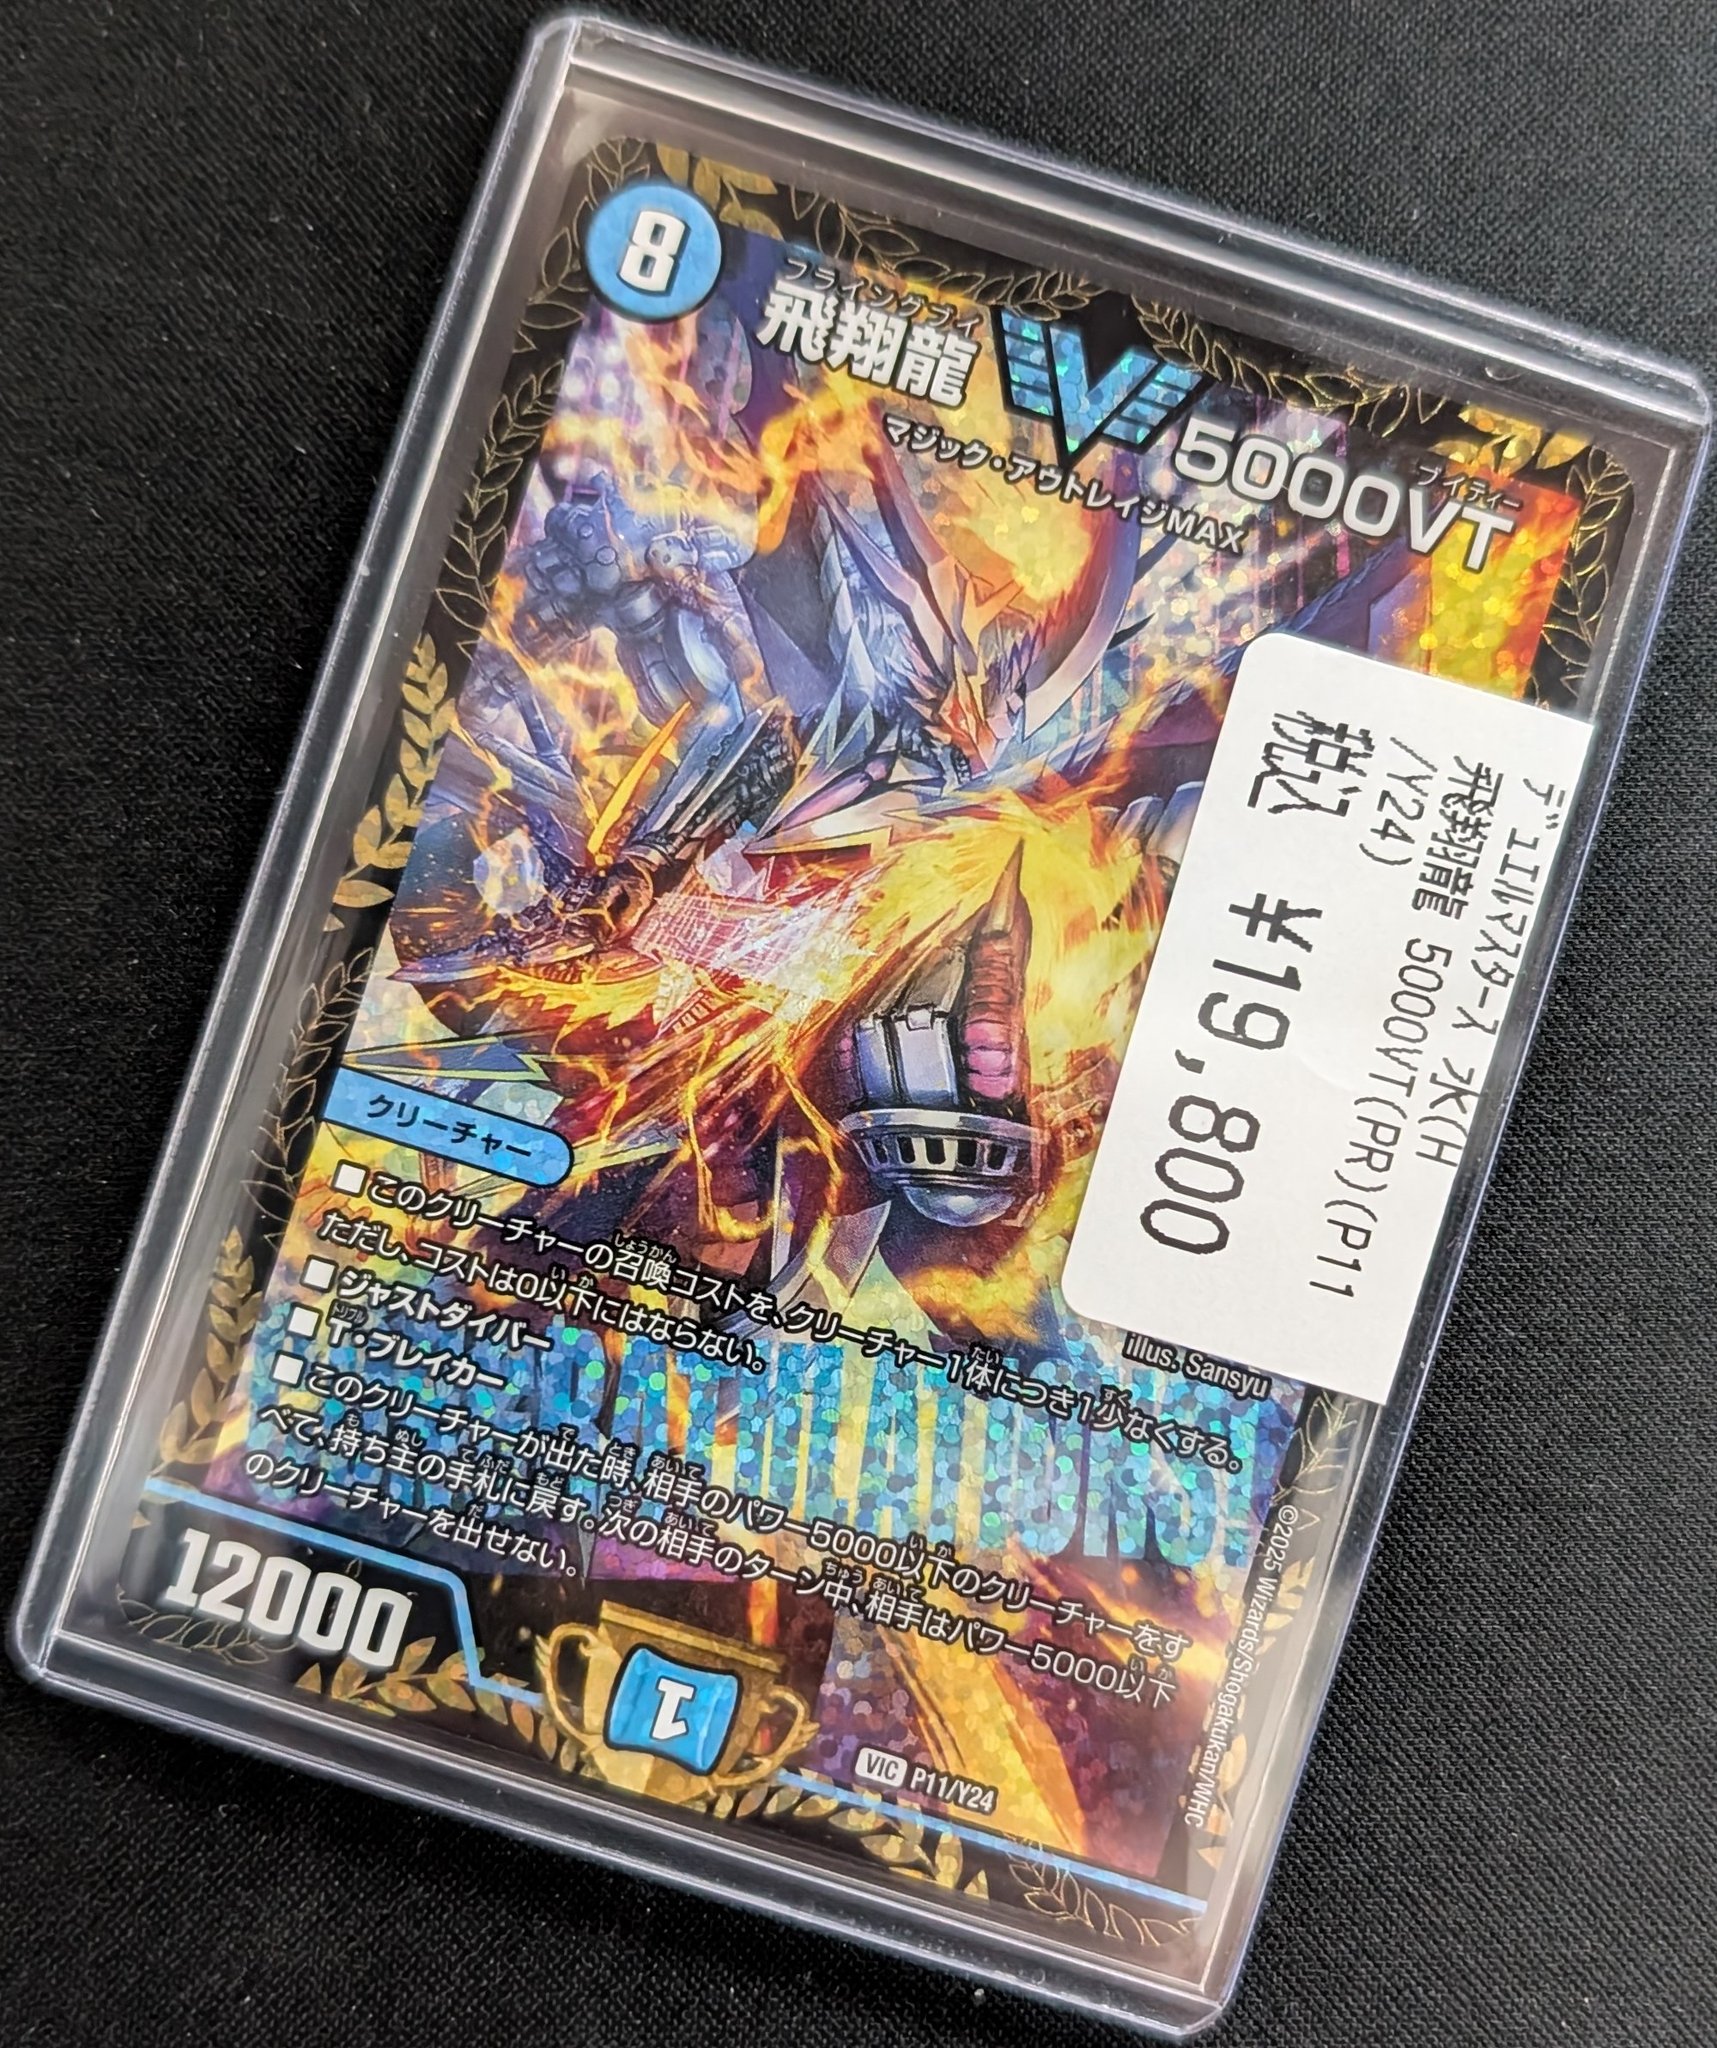 8
フライングブイ
飛翔龍 V 5000VT
ブイティー
マジック・アウトレイジMAX
デュエルマスターズ 水(H
飛翔龍 5000VT(PR)(P11
/Y24)
税込 ¥19,800
クリーチャー
illus. Sansyu
■このクリーチャーの召喚コストを、クリーチャー1体につき1少なくする。
ただし、コストは0以下にはならない。
■ジャストダイバー
■T・ブレイカー
■このクリーチャーが出た時、相手のパワー5000以下のクリーチャーをす
べて、持ち主の手札に戻す。次の相手のターン中、相手はパワー5000以下
のクリーチャーを出せない。
12000
1
VIC P11/Y24
©2025 Wizards/Shogakukan/WHC